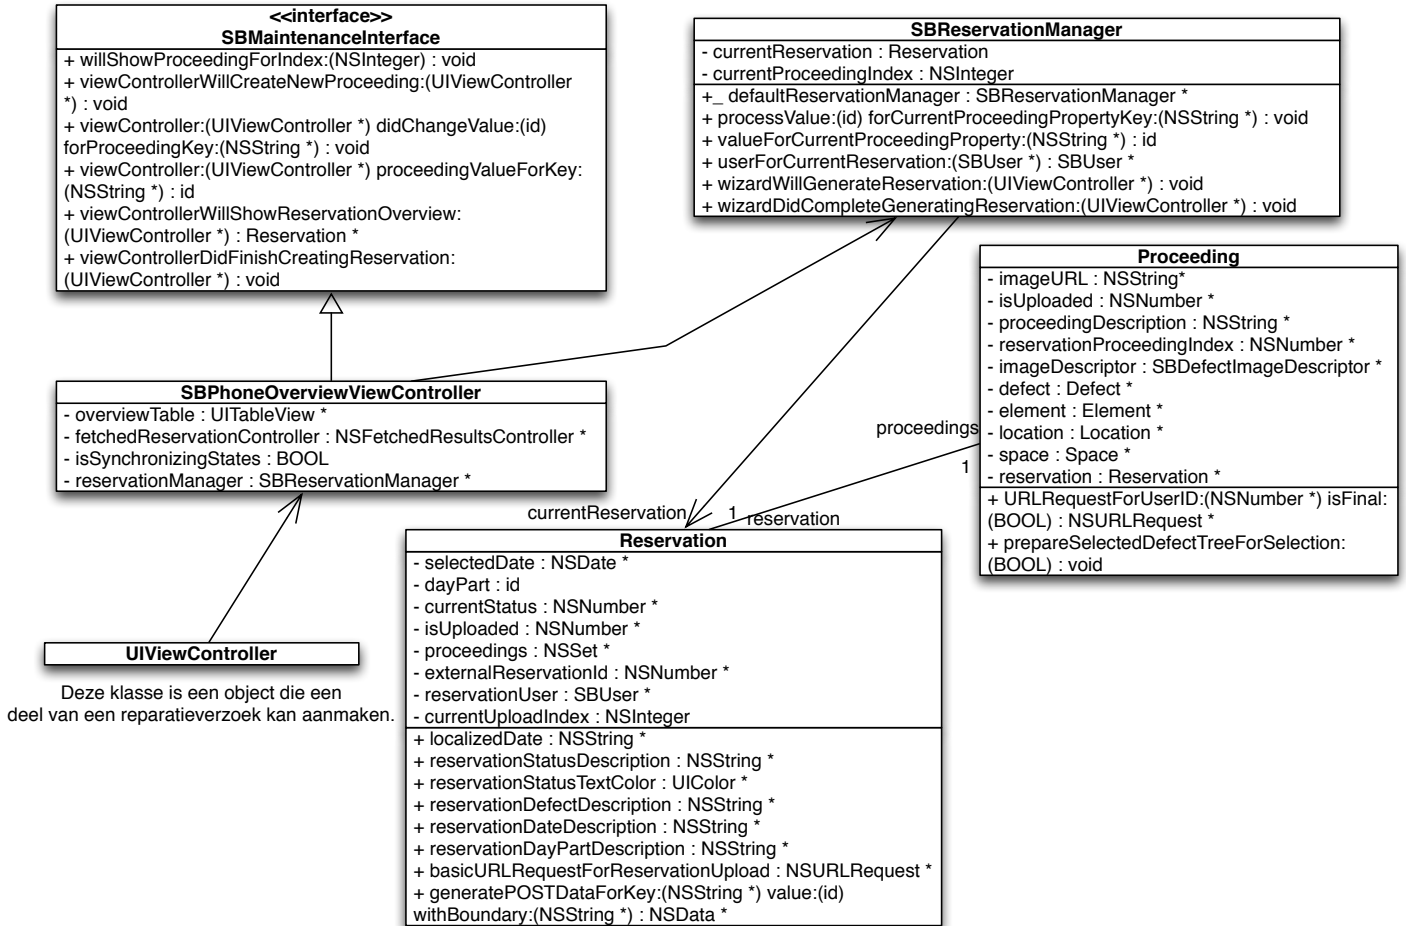 <<interface>>
SBMaintenanceInterface
+ willShowProceedingForIndex:(NSInteger) : void
+ viewControllerWillCreateNewProceeding:(UIViewController
*) : void
+ viewController:(UIViewController *) didChangeValue:(id)
forProceedingKey:(NSString *) : void
+ viewController:(UIViewController *) proceedingValueForKey:
(NSString *) : id
+ viewControllerWillShowReservationOverview:
(UIViewController *) : Reservation *
+ viewControllerDidFinishCreatingReservation:
(UIViewController *) : void
SBReservationManager
- currentReservation : Reservation
- currentProceedingIndex : NSInteger
+_ defaultReservationManager : SBReservationManager *
+ processValue:(id) forCurrentProceedingPropertyKey:(NSString *) : void
+ valueForCurrentProceedingProperty:(NSString *) : id
+ userForCurrentReservation:(SBUser *) : SBUser *
+ wizardWillGenerateReservation:(UIViewController *) : void
+ wizardDidCompleteGeneratingReservation:(UIViewController *) : void
Proceeding
- imageURL : NSString*
- isUploaded : NSNumber *
- proceedingDescription : NSString *
- reservationProceedingIndex : NSNumber *
- imageDescriptor : SBDefectImageDescriptor *
- defect : Defect *
- element : Element *
- location : Location *
- space : Space *
- reservation : Reservation *
+ URLRequestForUserID:(NSNumber *) isFinal:
(BOOL) : NSURLRequest *
+ prepareSelectedDefectTreeForSelection:
(BOOL) : void
SBPhoneOverviewViewController
- overviewTable : UITableView *
- fetchedReservationController : NSFetchedResultsController *
- isSynchronizingStates : BOOL
- reservationManager : SBReservationManager *
proceedings
1
currentReservation
1
reservation
UIViewController
Deze klasse is een object die een
deel van een reparatieverzoek kan aanmaken.
Reservation
- selectedDate : NSDate *
- dayPart : id
- currentStatus : NSNumber *
- isUploaded : NSNumber *
- proceedings : NSSet *
- externalReservationId : NSNumber *
- reservationUser : SBUser *
- currentUploadIndex : NSInteger
+ localizedDate : NSString *
+ reservationStatusDescription : NSString *
+ reservationStatusTextColor : UIColor *
+ reservationDefectDescription : NSString *
+ reservationDateDescription : NSString *
+ reservationDayPartDescription : NSString *
+ basicURLRequestForReservationUpload : NSURLRequest *
+ generatePOSTDataForKey:(NSString *) value:(id)
withBoundary:(NSString *) : NSData *